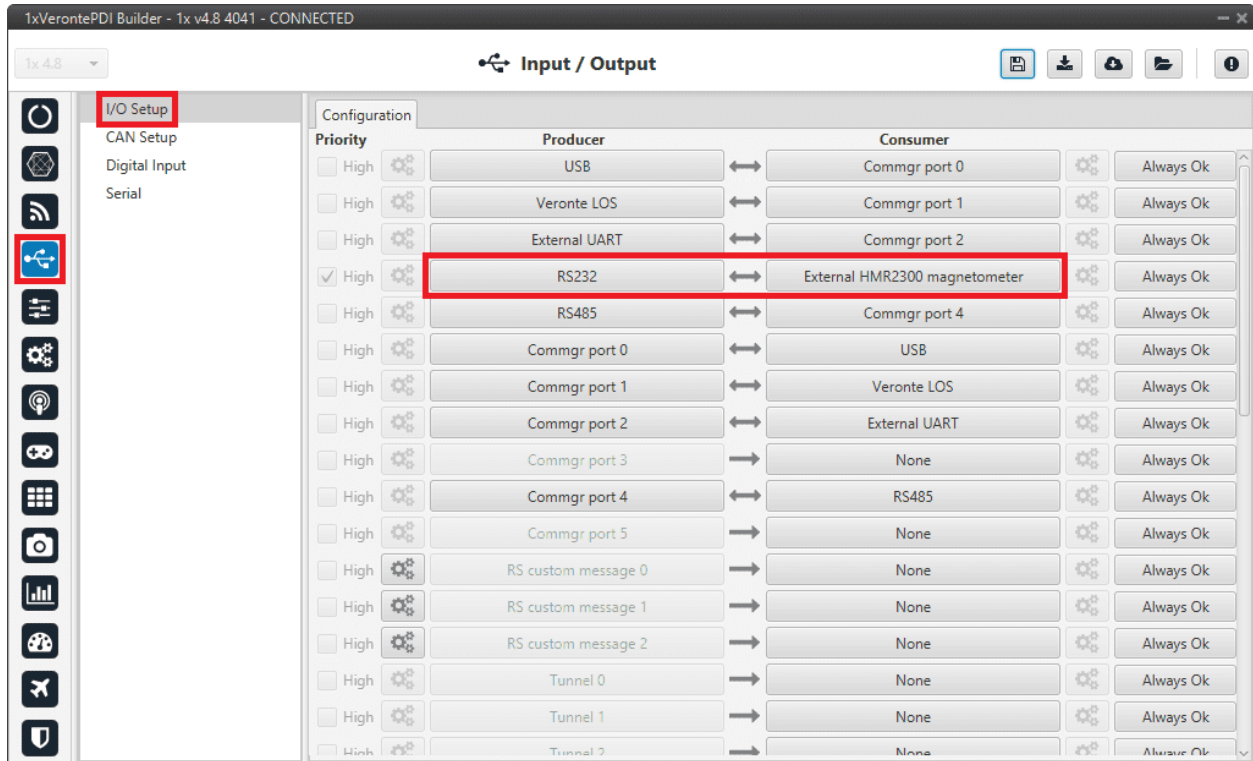 1xVerontePDI Builder - 1x v4.8 4041 - CONNECTED
1x 4.8 Input / Output
I/O Setup
CAN Setup
Digital Input
Serial
Configuration
Priority Producer Consumer
High USB Commgr port 0 Always Ok
High Veronte LOS Commgr port 1 Always Ok
High External UART Commgr port 2 Always Ok
High RS232 External HMR2300 magnetometer Always Ok
High RS485 Commgr port 4 Always Ok
High Commgr port 0 USB Always Ok
High Commgr port 1 Veronte LOS Always Ok
High Commgr port 2 External UART Always Ok
High Commgr port 3 None Always Ok
High Commgr port 4 RS485 Always Ok
High Commgr port 5 None Always Ok
High RS custom message 0 None Always Ok
High RS custom message 1 None Always Ok
High RS custom message 2 None Always Ok
High Tunnel 0 None Always Ok
High Tunnel 1 None Always Ok
High Tunnel 2 None Always Ok